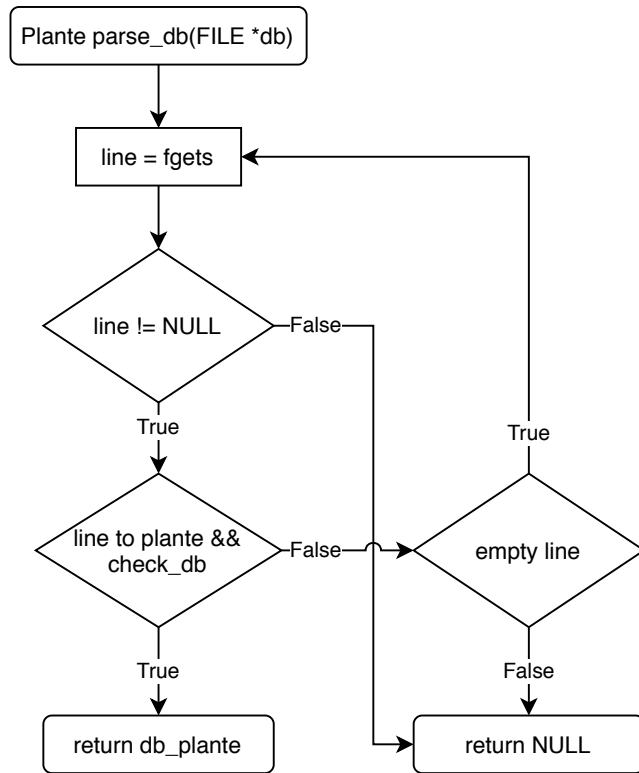 Plante parse_db(FILE *db)
line = fgets
line != NULL
False
True
True
line to plante &&
check_db
False
empty line
True
False
return db_plante
return NULL